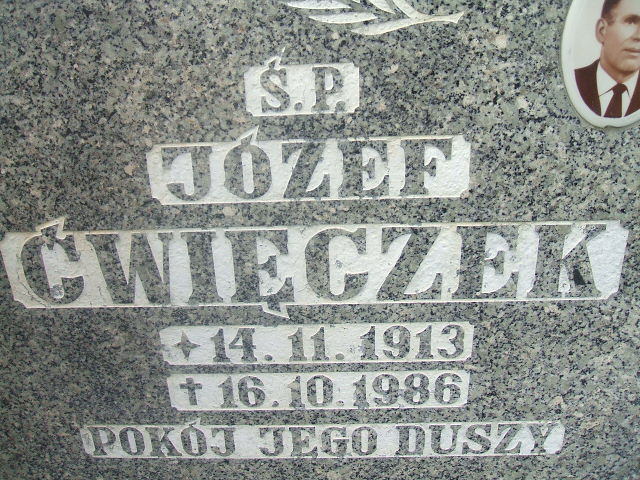 Ś.P.
JÓZEF
ĆWIĘCZEK
14.11.1913
16.10.1986
POKÓJ JEGO DUSZY